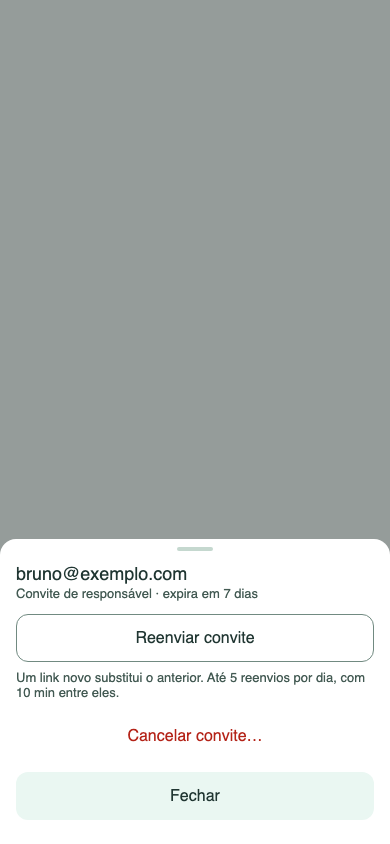 bruno@exemplo.com
Convite de responsável · expira em 7 dias
Reenviar convite
Um link novo substitui o anterior. Até 5 reenvios por dia, com
10 min entre eles.
Cancelar convite…
Fechar